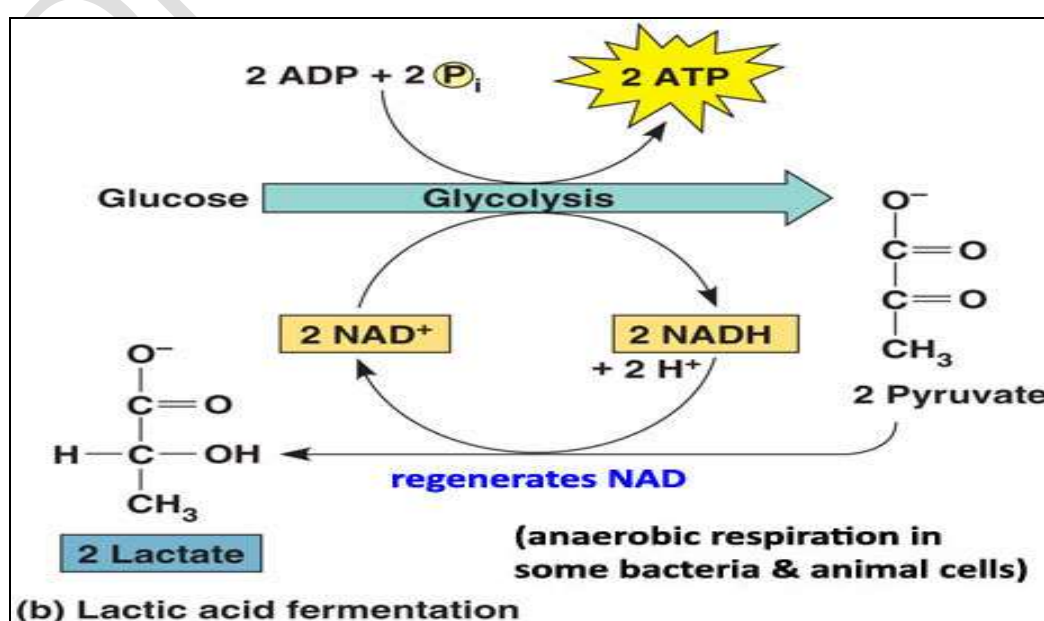 2 ADP + 2 Pi
2 ATP
Glucose
Glycolysis
O⁻
C=O
C=O
CH₃
2 Pyruvate
2 NAD⁺
2 NADH
+ 2 H⁺
O⁻
C=O
H—C—OH
CH₃
2 Lactate
regenerates NAD
(anaerobic respiration in
some bacteria & animal cells)
(b) Lactic acid fermentation